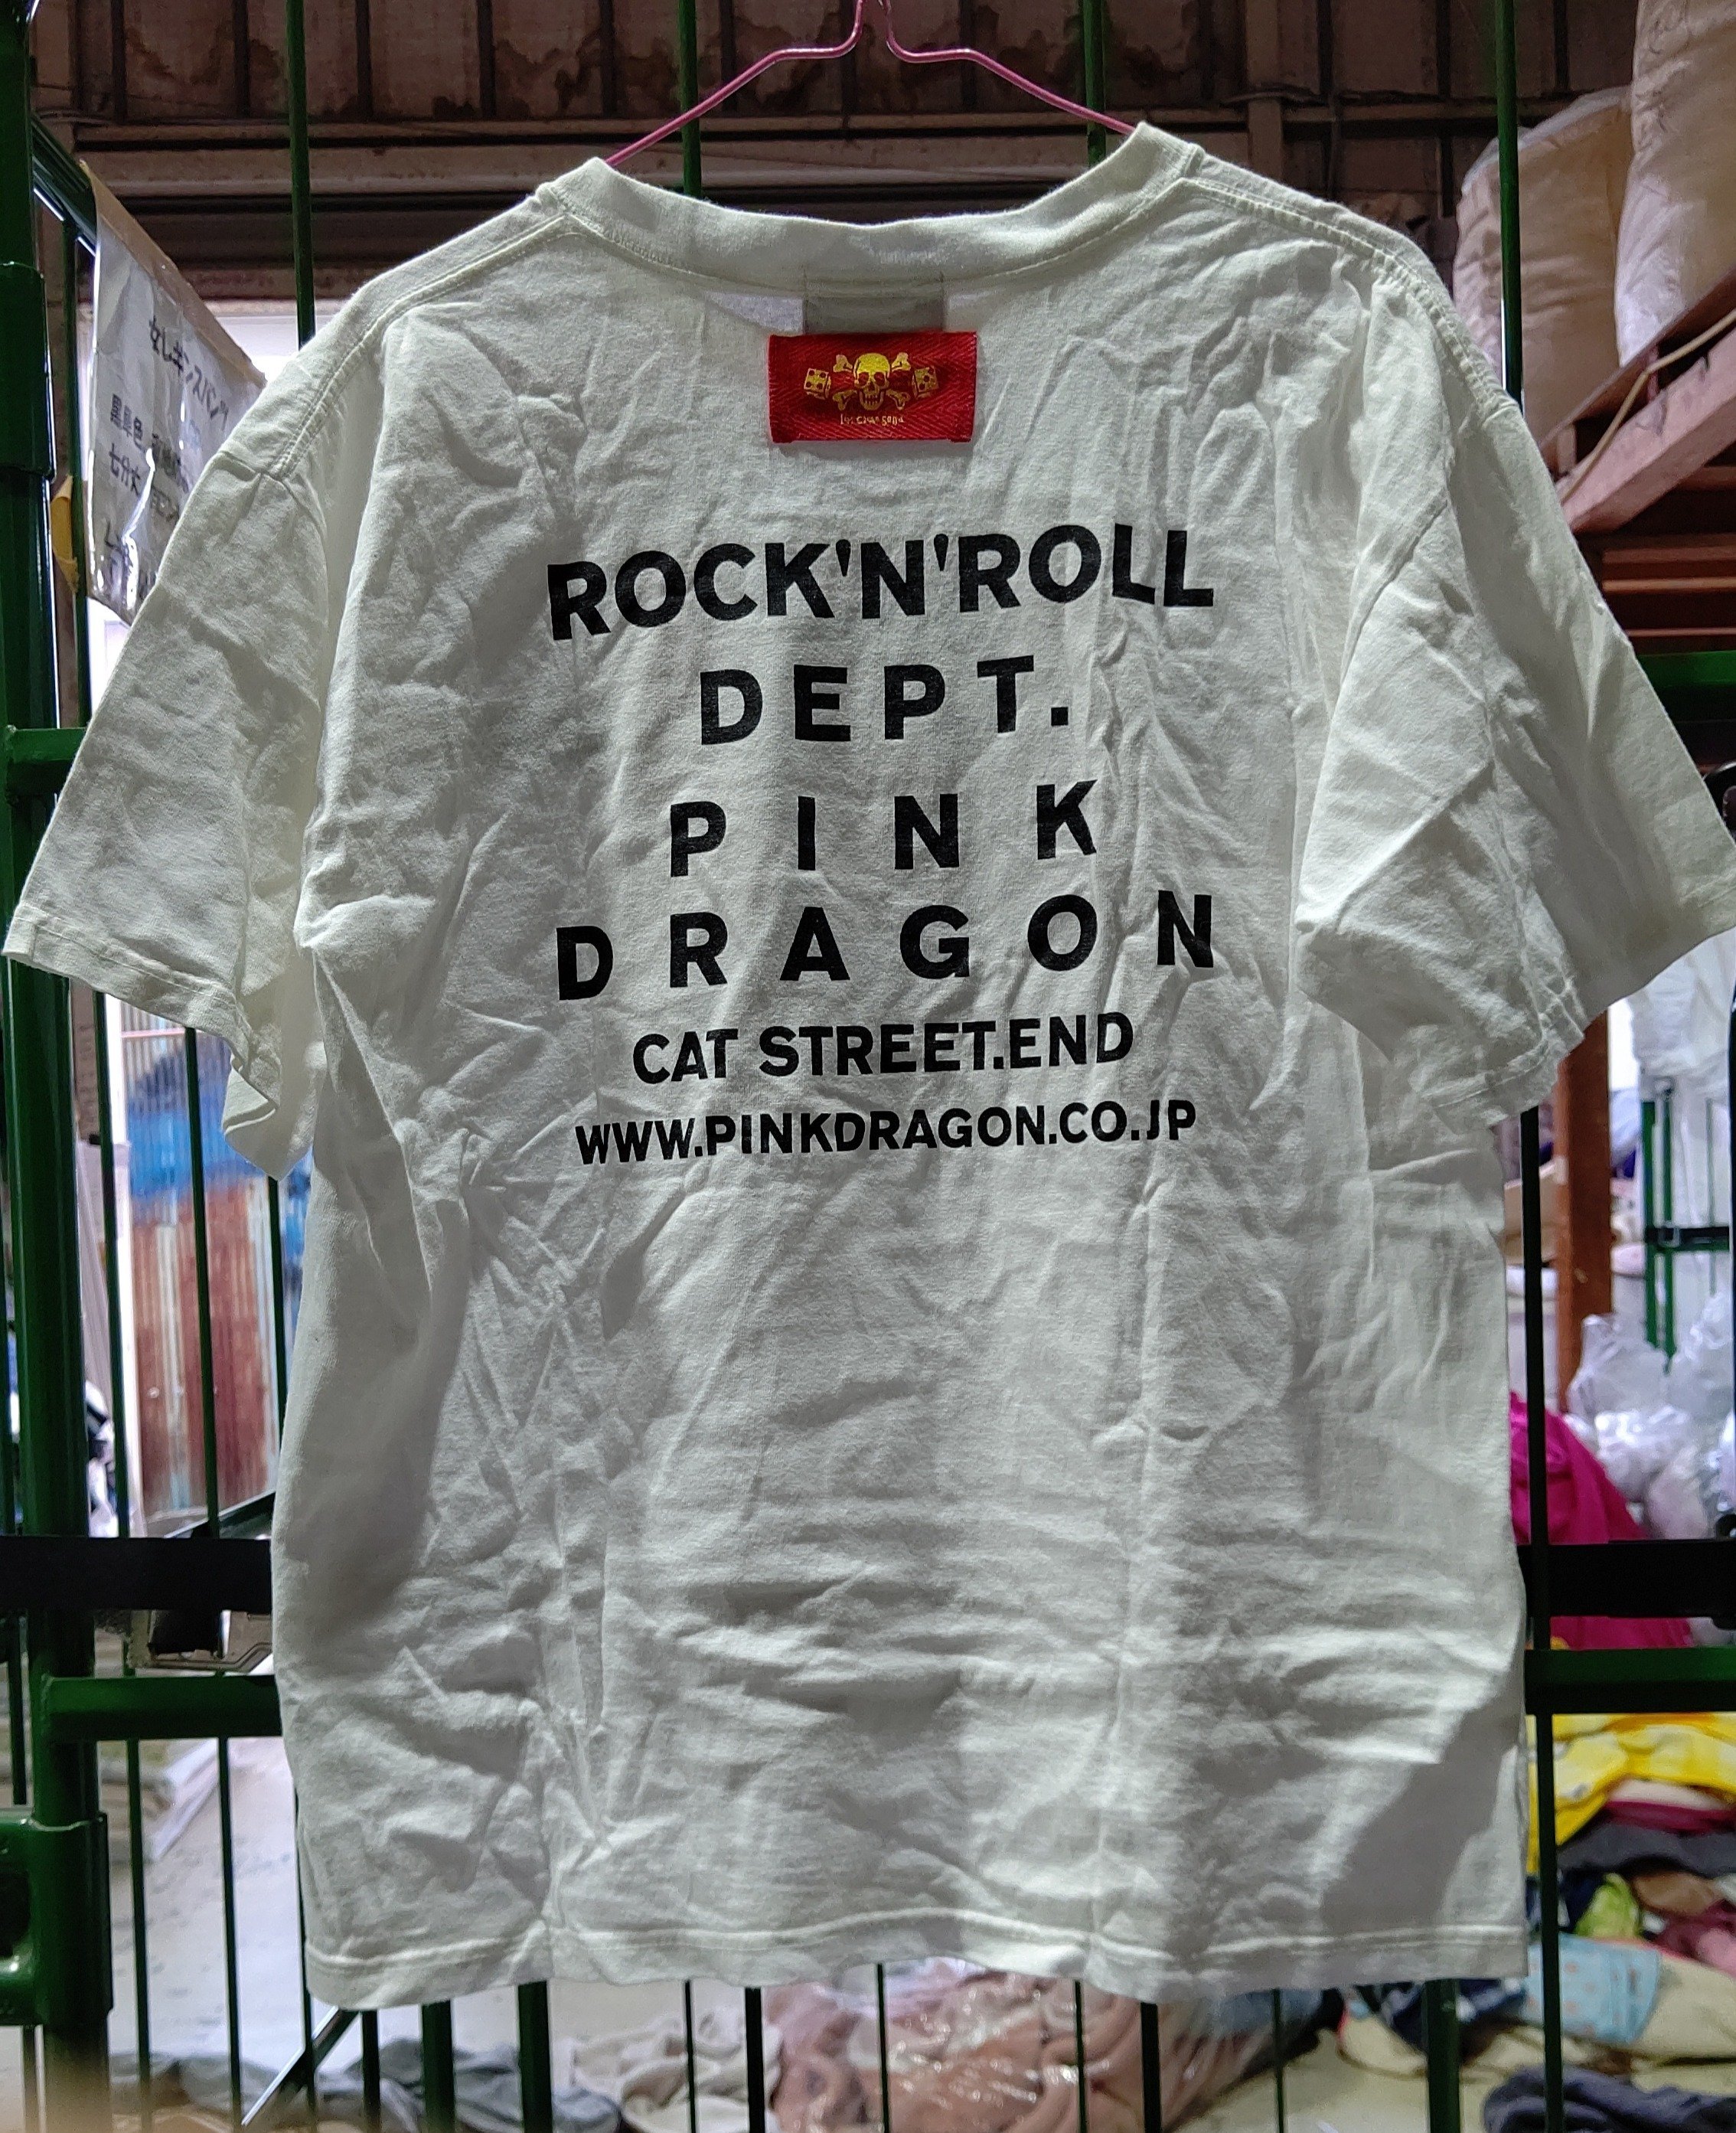 ROCK'N'ROLL
DEPT.
PINK
DRAGON
CAT STREET.END
WWW.PINKDRAGON.CO.JP